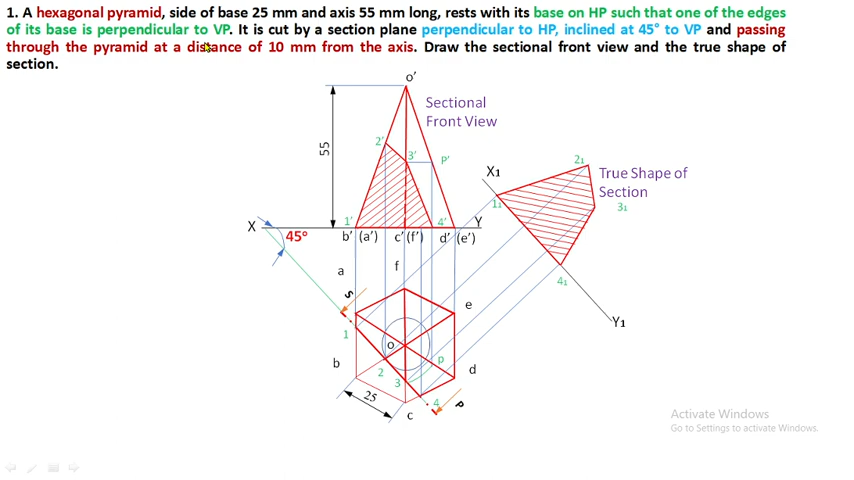 1. A hexagonal pyramid, side of base 25 mm and axis 55 mm long, rests with its base on HP such that one of the edges
of its base is perpendicular to VP. It is cut by a section plane perpendicular to HP, inclined at 45° to VP and passing
through the pyramid at a distance of 10 mm from the axis. Draw the sectional front view and the true shape of
section.
o'
Sectional
Front View
55
2'
3'
P'
X₁
2₁
True Shape of
Section
1₁
3₁
X
45°
1'
4'
Y
b' (a') c' (f') d' (e')
4₁
a
f
S
e
Y₁
1
o
b
2
p
d
3
25
4
P
c
Activate Windows
Go to Settings to activate Windows.